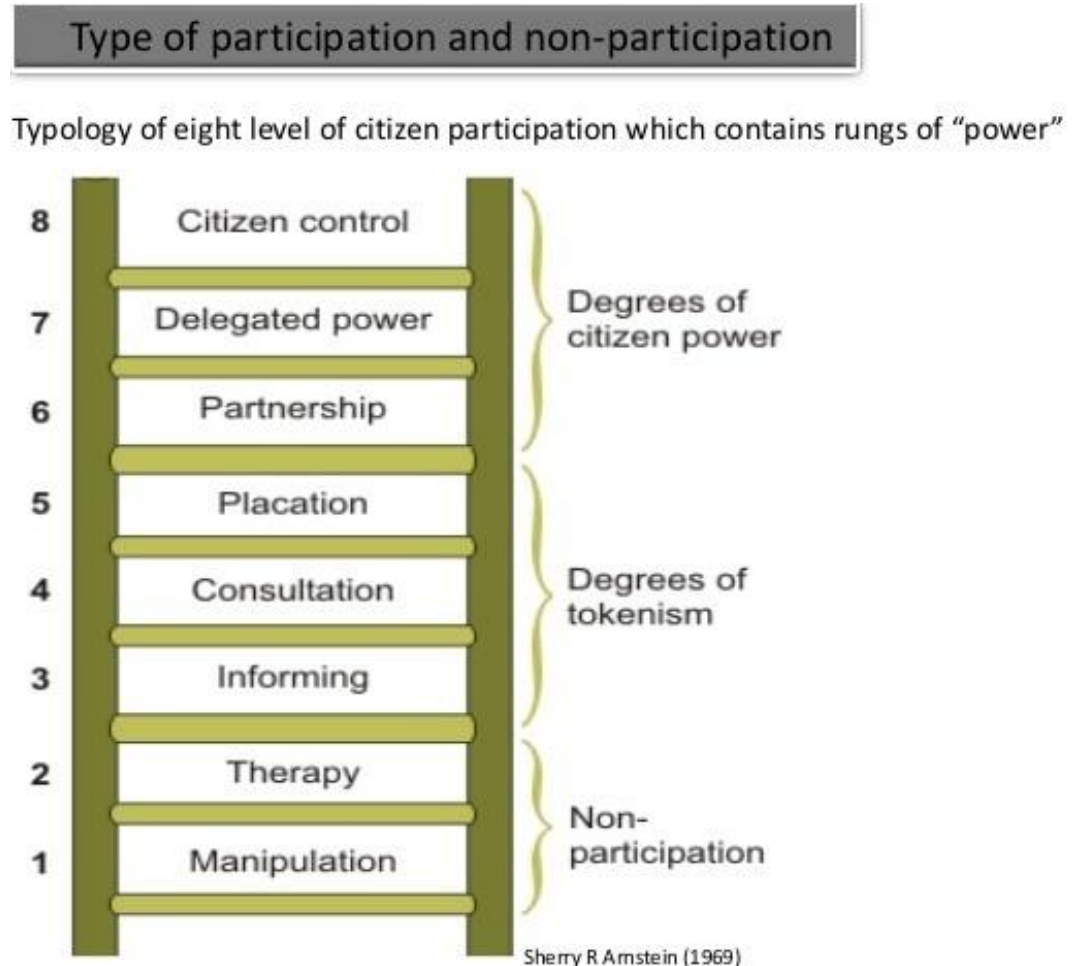 Type of participation and non-participation
Typology of eight level of citizen participation which contains rungs of “power”
8 Citizen control
7 Delegated power
6 Partnership
Degrees of
citizen power
5 Placation
4 Consultation
3 Informing
Degrees of
tokenism
2 Therapy
1 Manipulation
Non-
participation
Sherry R Arnstein (1969)